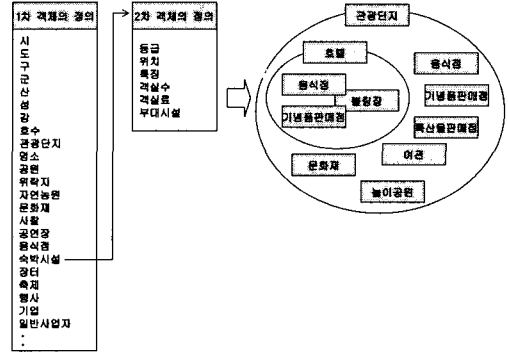 1차 객체의 정의
시
도
구
군
산
섬
강
호수
관광단지
명소
공원
위락지
자연농원
문화재
사찰
공연장
음식점
숙박시설
장터
축제
행사
기업
일반사업자
2차 객체의 정의
등급
위치
특징
객실수
객실료
부대시설
관광단지
호텔
음식점
음식점
볼링장
기념품판매점
기념품판매점
특산물판매점
여관
문화재
놀이공원